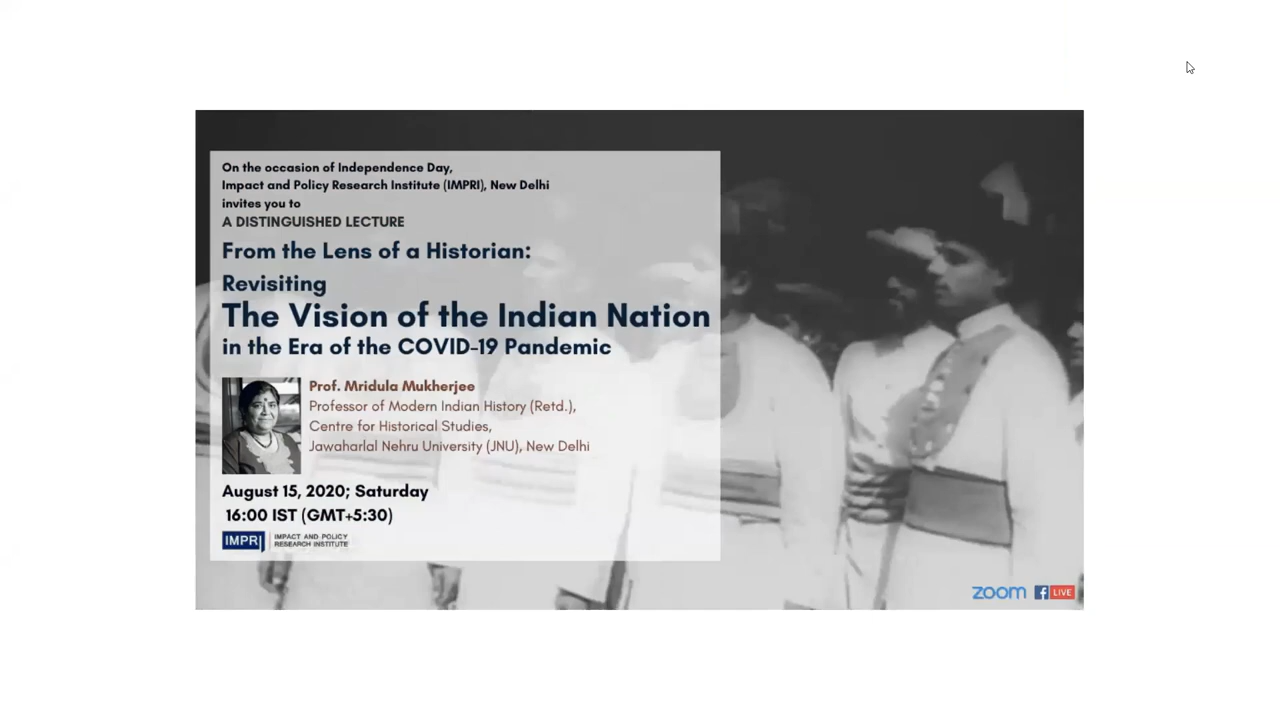 On the occasion of Independence Day,
Impact and Policy Research Institute (IMPRI), New Delhi
invites you to
A DISTINGUISHED LECTURE
From the Lens of a Historian:
Revisiting
The Vision of the Indian Nation
in the Era of the COVID-19 Pandemic
Prof. Mridula Mukherjee
Professor of Modern Indian History (Retd.),
Centre for Historical Studies,
Jawaharlal Nehru University (JNU), New Delhi
August 15, 2020; Saturday
16:00 IST (GMT+5:30)
IMPRI
IMPACT AND POLICY
RESEARCH INSTITUTE
zoom f LIVE